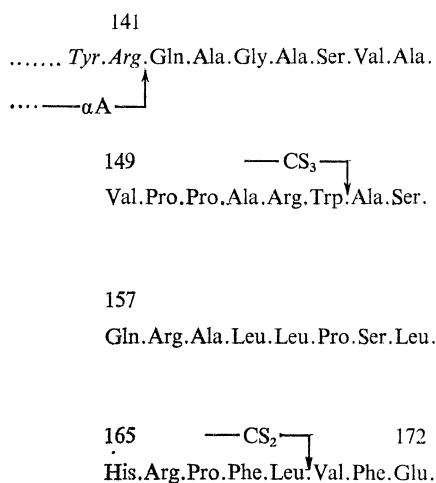 141
....... Tyr.Arg.Gln.Ala.Gly.Ala.Ser.Val.Ala.
.... αA
149 CS₃
Val.Pro.Pro.Ala.Arg.Trp.Ala.Ser.
157
Gln.Arg.Ala.Leu.Leu.Pro.Ser.Leu.
165 CS₂ 172
His.Arg.Pro.Phe.Leu.Val.Phe.Glu.